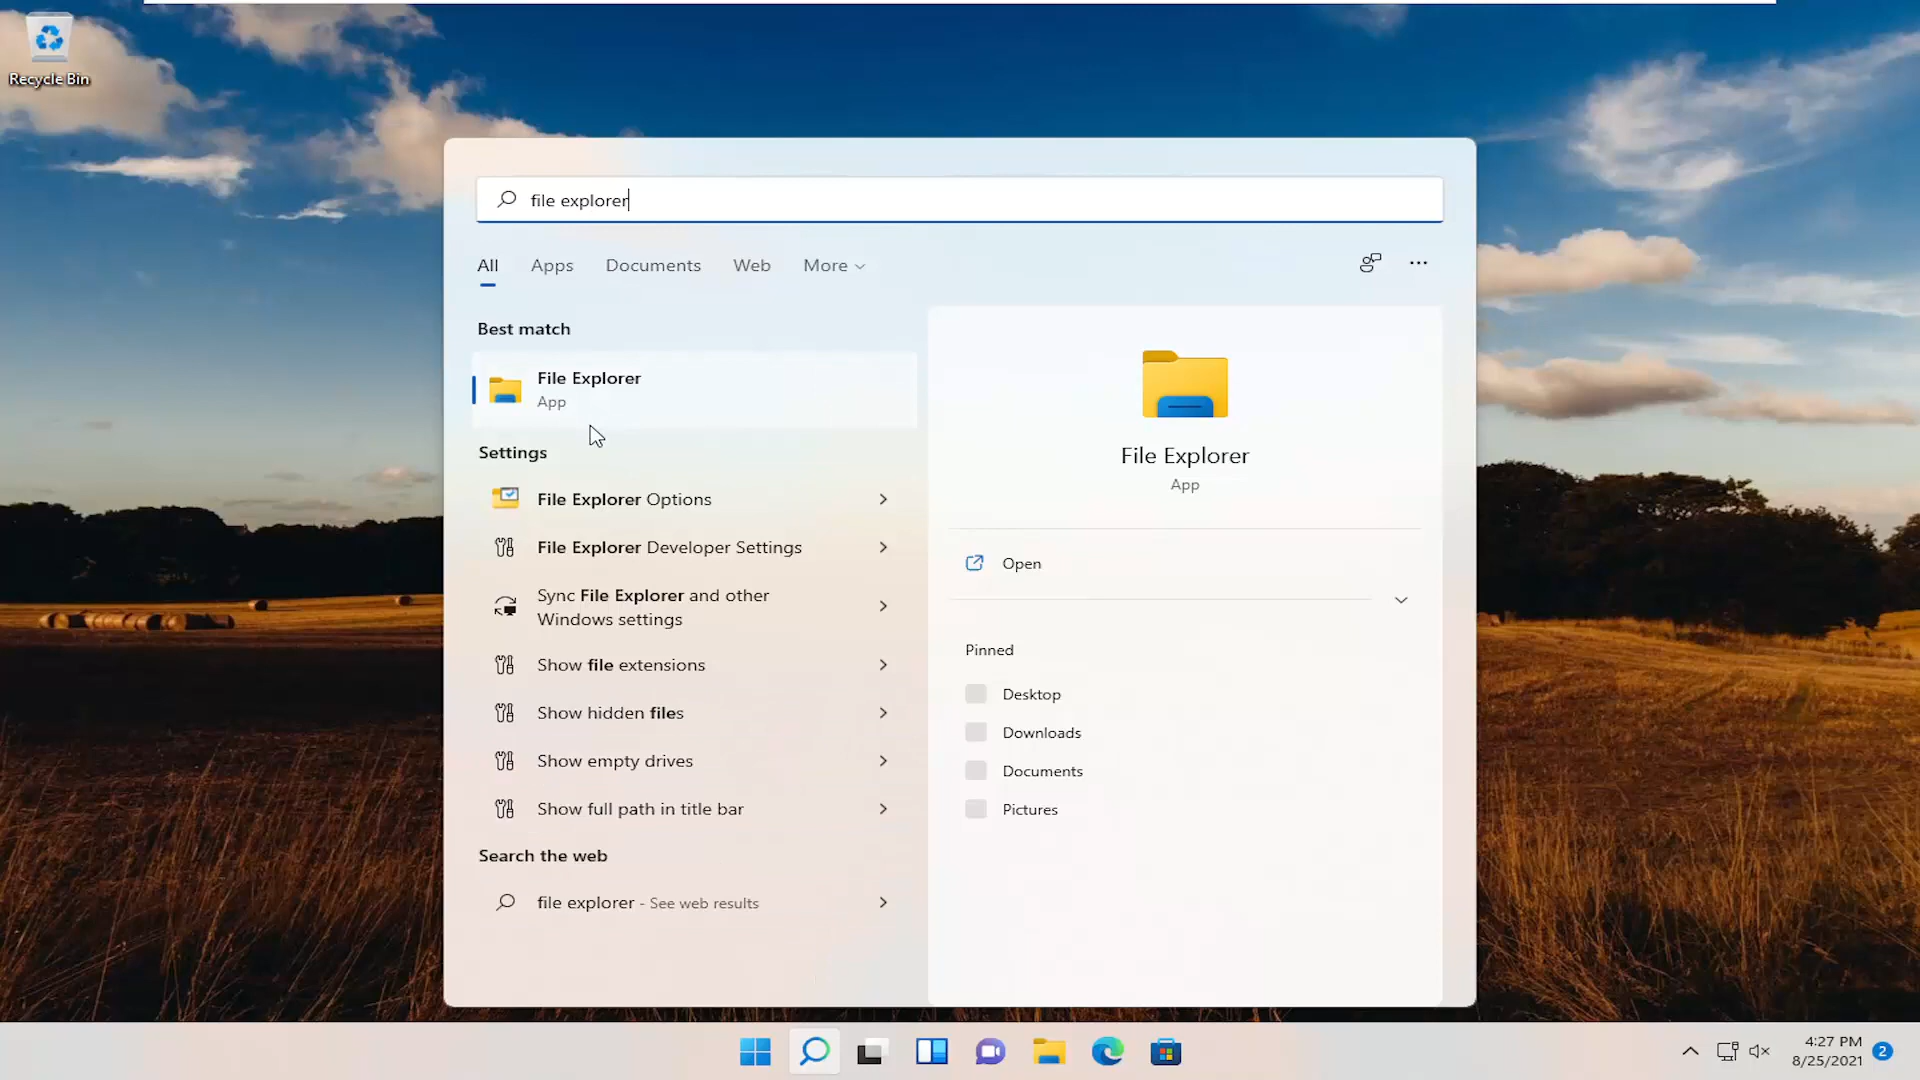 Recycle Bin
file explorer
All Apps Documents Web More
Best match
File Explorer
App
Settings
File Explorer Options
File Explorer Developer Settings
Sync File Explorer and other
Windows settings
Show file extensions
Show hidden files
Show empty drives
Show full path in title bar
Search the web
file explorer - See web results
File Explorer
App
Open
Pinned
Desktop
Downloads
Documents
Pictures
4:27 PM
8/25/2021
2